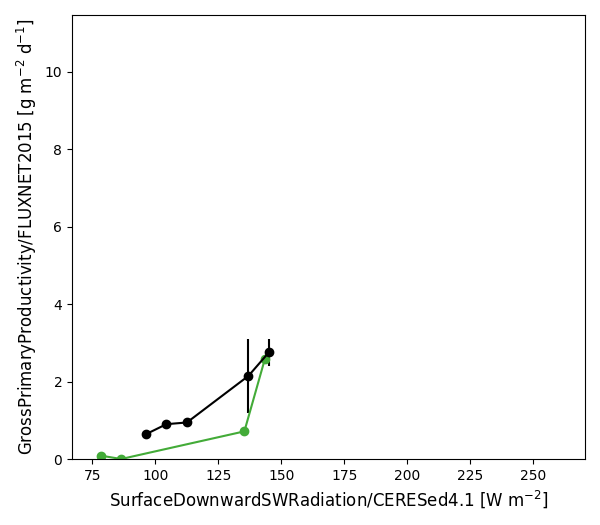 GrossPrimaryProductivity/FLUXNET2015 [g m⁻² d⁻¹]
10
8
6
4
2
0
75 100 125 150 175 200 225 250
SurfaceDownwardSWRadiation/CERESed4.1 [W m⁻²]